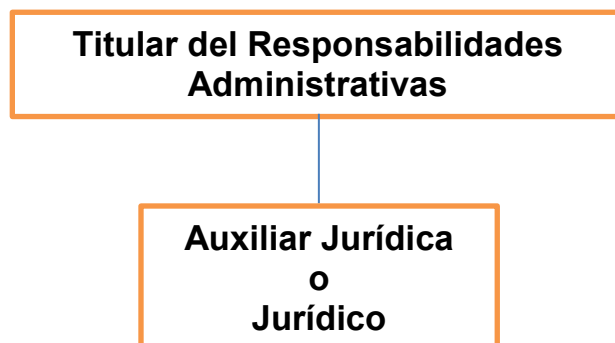 Titular del Responsabilidades
Administrativas
Auxiliar Jurídica
o
Jurídico